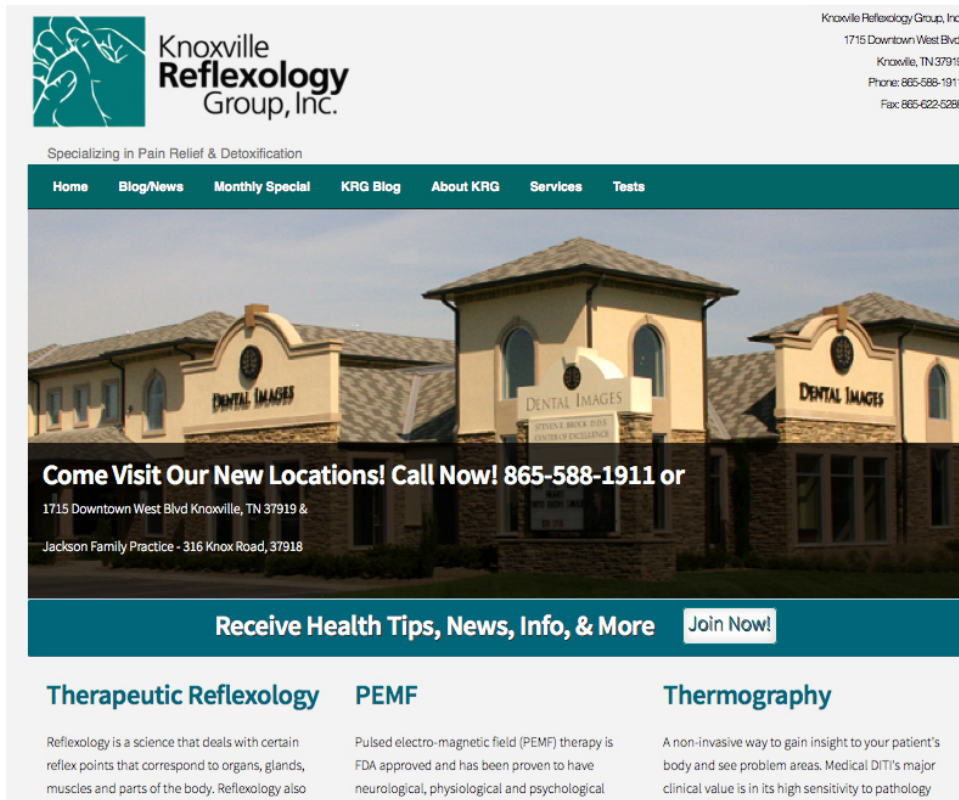 Knoxville
Reflexology
Group, Inc.
Knoxville Reflexology Group, Inc
1715 Downtown West Blvd
Knoxville, TN 37919
Phone: 865-588-1911
Fax: 865-622-5288
Specializing in Pain Relief & Detoxification
Home Blog/News Monthly Special KRG Blog About KRG Services Tests
DENTAL IMAGES
DENTAL IMAGES
DENTAL IMAGES
STEVEN E. BROCK D.D.S.
CENTER OF EXCELLENCE
Come Visit Our New Locations! Call Now! 865-588-1911 or
1715 Downtown West Blvd Knoxville, TN 37919 &
Jackson Family Practice - 316 Knox Road, 37918
Receive Health Tips, News, Info, & More Join Now!
Therapeutic Reflexology
Reflexology is a science that deals with certain
reflex points that correspond to organs, glands,
muscles and parts of the body. Reflexology also
PEMF
Pulsed electro-magnetic field (PEMF) therapy is
FDA approved and has been proven to have
neurological, physiological and psychological
Thermography
A non-invasive way to gain insight to your patient's
body and see problem areas. Medical DITI's major
clinical value is in its high sensitivity to pathology